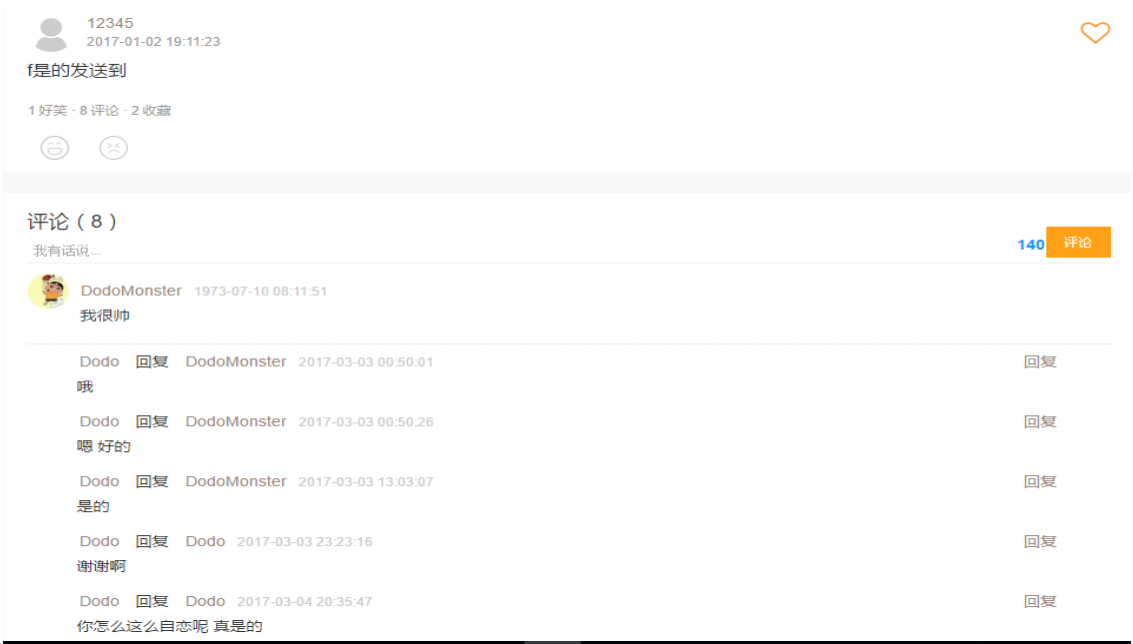 12345
2017-01-02 19:11:23
f是的发送到
1 好笑 · 8 评论 · 2 收藏
评论（8）
我有话说...
140 评论
DodoMonster 1973-07-10 08:11:51
我很帅
Dodo 回复 DodoMonster 2017-03-03 00:50:01 回复
哦
Dodo 回复 DodoMonster 2017-03-03 00:50:26 回复
嗯 好的
Dodo 回复 DodoMonster 2017-03-03 13:03:07 回复
是的
Dodo 回复 Dodo 2017-03-03 23:23:16 回复
谢谢啊
Dodo 回复 Dodo 2017-03-04 20:35:47 回复
你怎么这么自恋呢 真是的